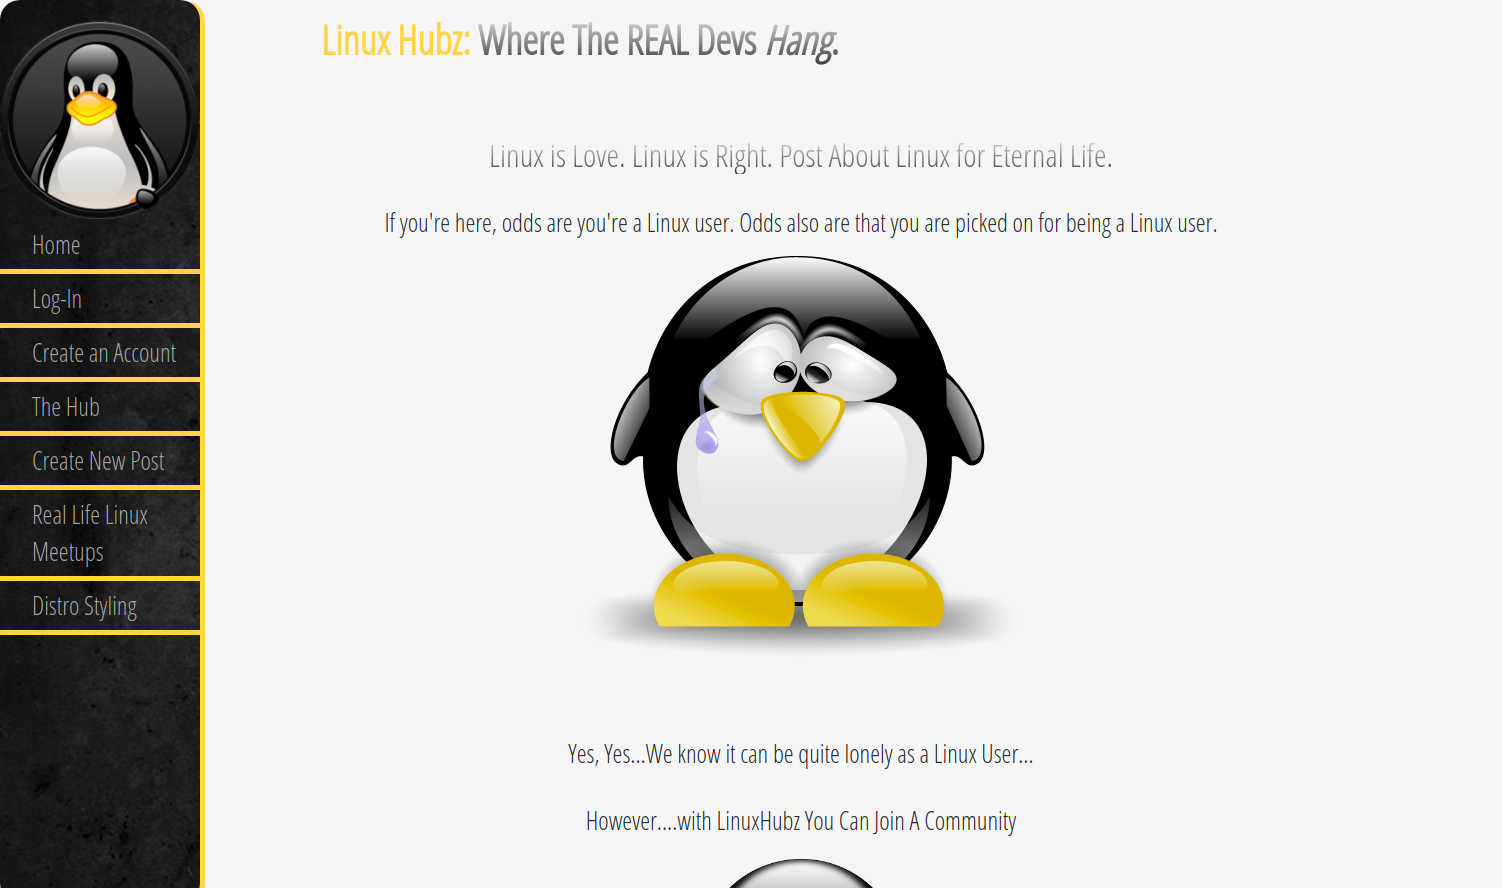 Linux Hubz: Where The REAL Devs Hang.
Home
Log-In
Create an Account
The Hub
Create New Post
Real Life Linux
Meetups
Distro Styling
Linux is Love. Linux is Right. Post About Linux for Eternal Life.
If you're here, odds are you're a Linux user. Odds also are that you are picked on for being a Linux user.
Yes, Yes...We know it can be quite lonely as a Linux User...
However....with LinuxHubz You Can Join A Community